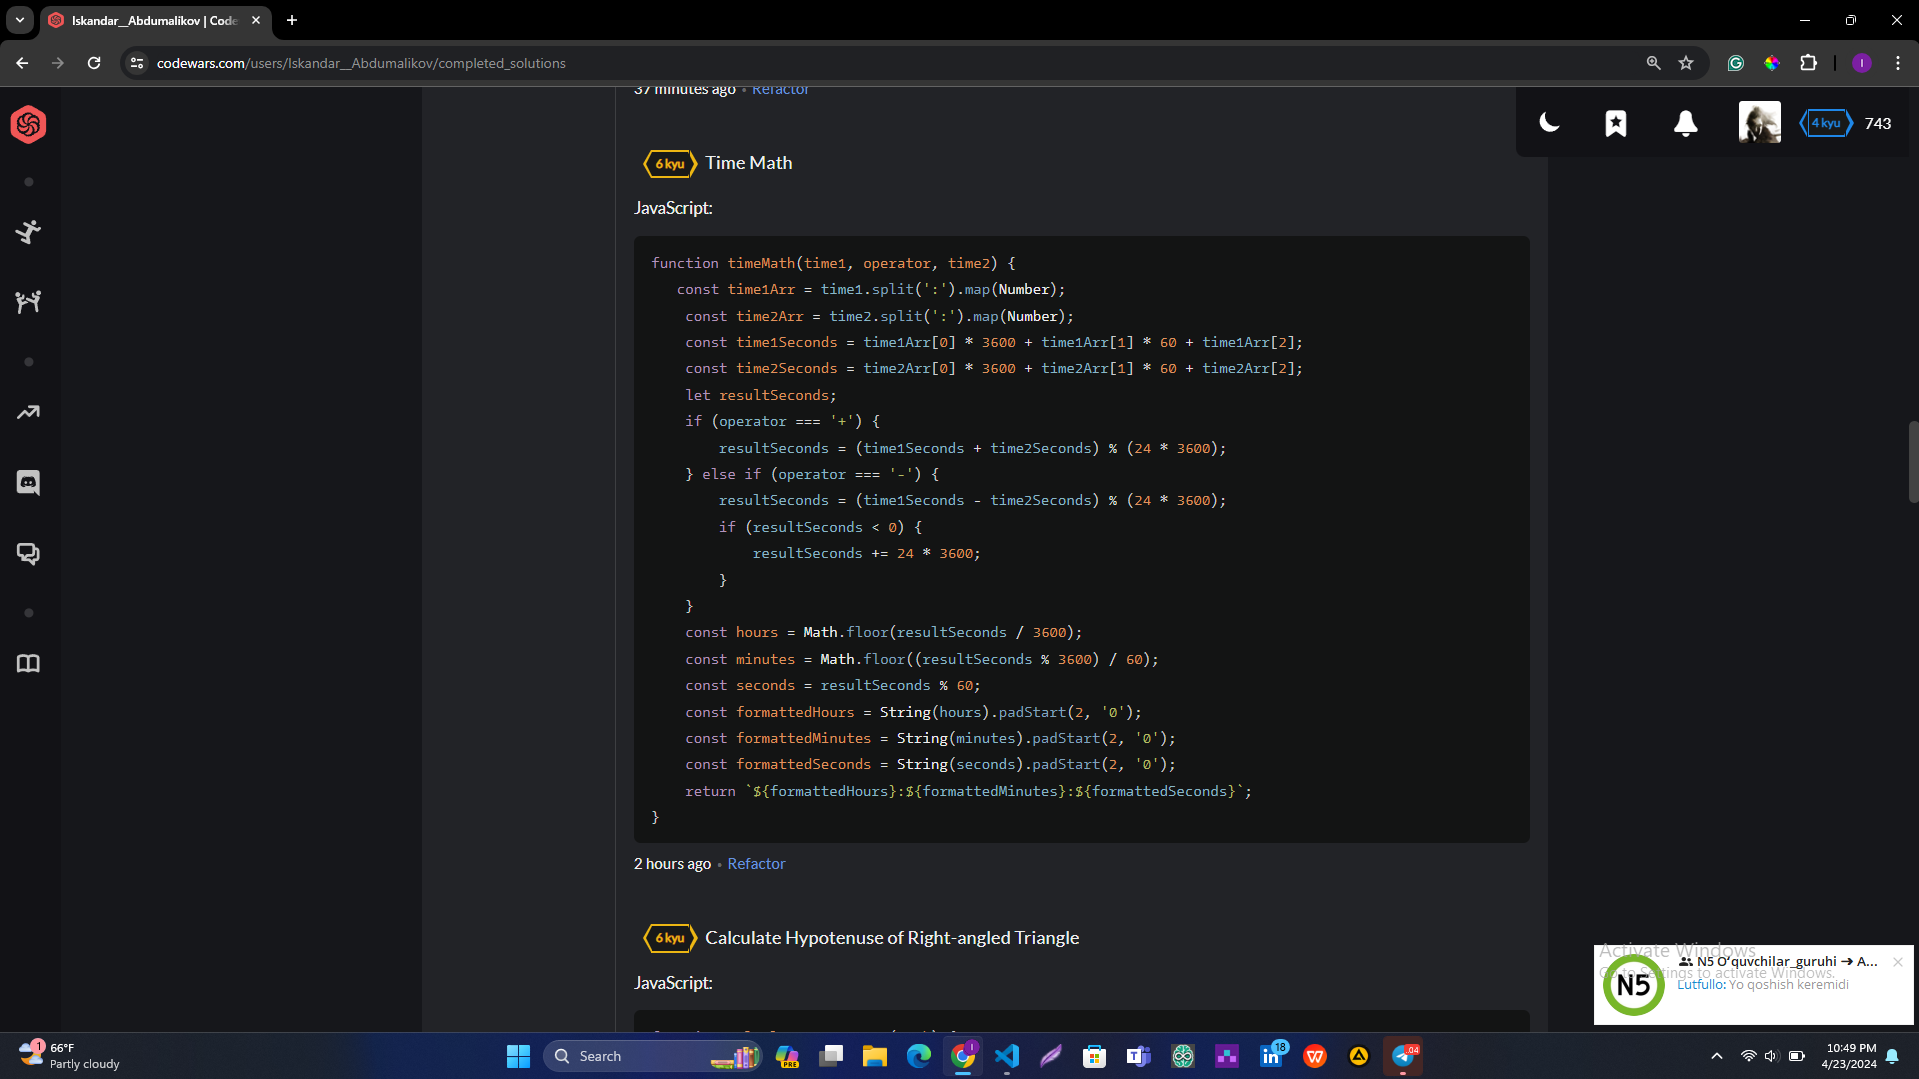 Iskandar__Abdumalikov | Code
codewars.com/users/Iskandar__Abdumalikov/completed_solutions
I
37 minutes ago • Refactor
4 kyu 743
6 kyu Time Math
JavaScript:
function timeMath(time1, operator, time2) {
const time1Arr = time1.split(':').map(Number);
const time2Arr = time2.split(':').map(Number);
const time1Seconds = time1Arr[0] * 3600 + time1Arr[1] * 60 + time1Arr[2];
const time2Seconds = time2Arr[0] * 3600 + time2Arr[1] * 60 + time2Arr[2];
let resultSeconds;
if (operator === '+') {
resultSeconds = (time1Seconds + time2Seconds) % (24 * 3600);
} else if (operator === '-') {
resultSeconds = (time1Seconds - time2Seconds) % (24 * 3600);
if (resultSeconds < 0) {
resultSeconds += 24 * 3600;
}
}
const hours = Math.floor(resultSeconds / 3600);
const minutes = Math.floor((resultSeconds % 3600) / 60);
const seconds = resultSeconds % 60;
const formattedHours = String(hours).padStart(2, '0');
const formattedMinutes = String(minutes).padStart(2, '0');
const formattedSeconds = String(seconds).padStart(2, '0');
return `${formattedHours}:${formattedMinutes}:${formattedSeconds}`;
}
2 hours ago • Refactor
6 kyu Calculate Hypotenuse of Right-angled Triangle
JavaScript:
Activate Windows
Go to Settings to activate Windows.
N5
N5 O'quvchilar_guruhi ➜ A...
Lutfullo: Yo qoshish keremidi
1
66°F
Partly cloudy
Search
PRE
18
10:49 PM
4/23/2024